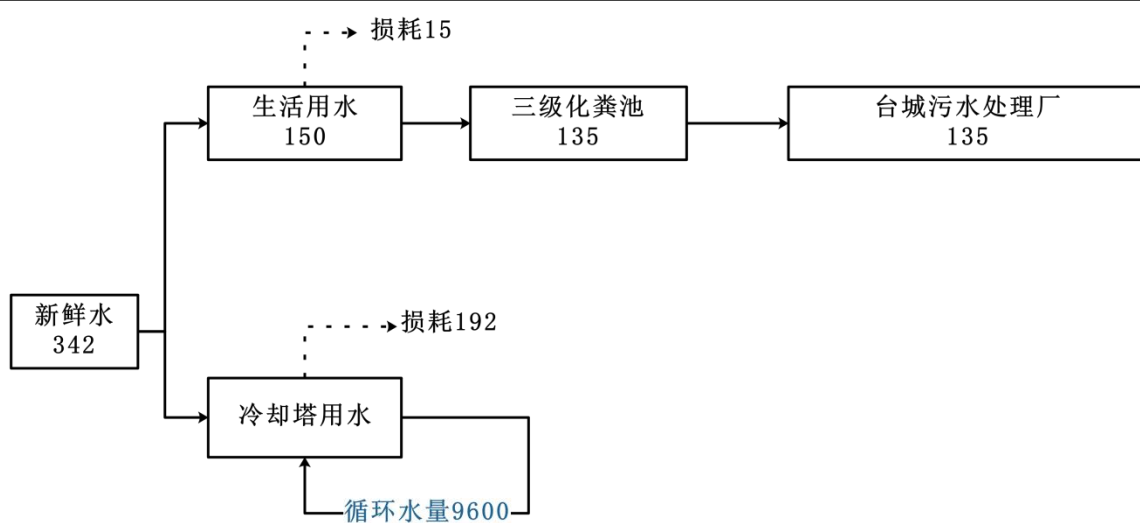 损耗15
生活用水
150
三级化粪池
135
台城污水处理厂
135
新鲜水
342
损耗192
冷却塔用水
循环水量9600